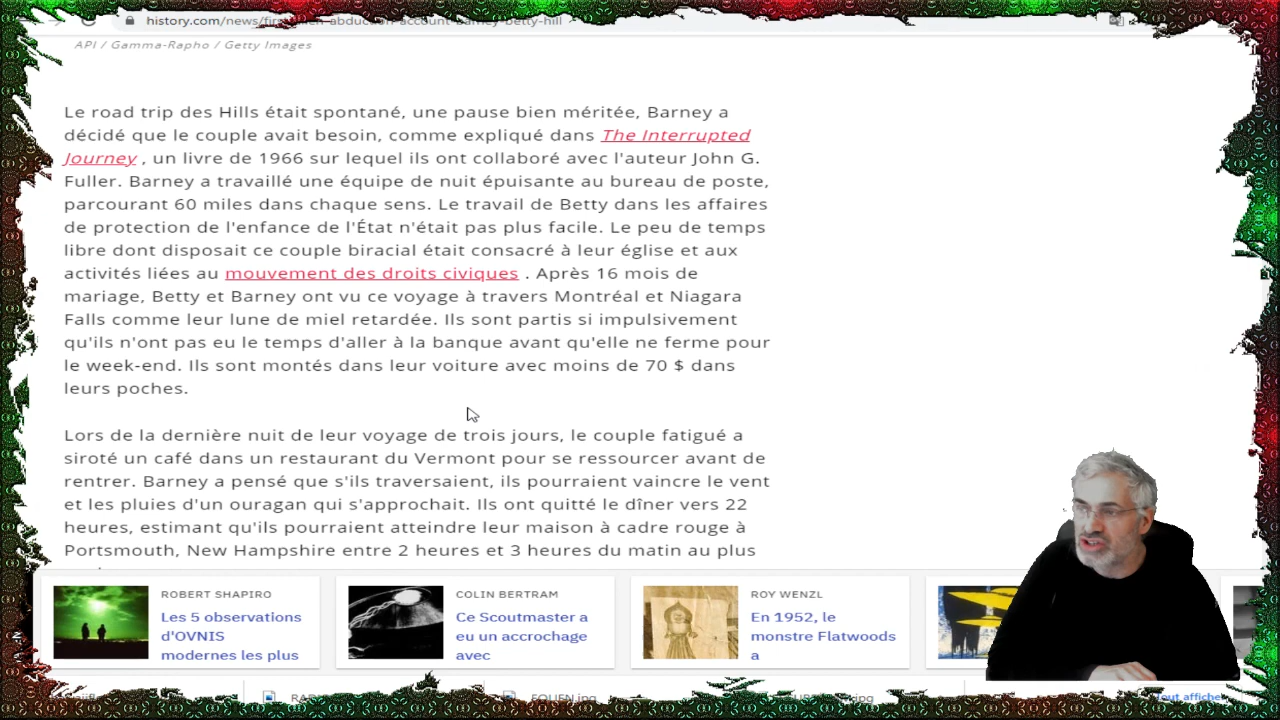 history.com/news/first-alien-abduction-account-barney-betty-hill
API / Gamma-Rapho / Getty Images
Le road trip des Hills était spontané, une pause bien méritée, Barney a
décidé que le couple avait besoin, comme expliqué dans The Interrupted
Journey , un livre de 1966 sur lequel ils ont collaboré avec l'auteur John G.
Fuller. Barney a travaillé une équipe de nuit épuisante au bureau de poste,
parcourant 60 miles dans chaque sens. Le travail de Betty dans les affaires
de protection de l'enfance de l'État n'était pas plus facile. Le peu de temps
libre dont disposait ce couple biracial était consacré à leur église et aux
activités liées au mouvement des droits civiques . Après 16 mois de
mariage, Betty et Barney ont vu ce voyage à travers Montréal et Niagara
Falls comme leur lune de miel retardée. Ils sont partis si impulsivement
qu'ils n'ont pas eu le temps d'aller à la banque avant qu'elle ne ferme pour
le week-end. Ils sont montés dans leur voiture avec moins de 70 $ dans
leurs poches.
Lors de la dernière nuit de leur voyage de trois jours, le couple fatigué a
siroté un café dans un restaurant du Vermont pour se ressourcer avant de
rentrer. Barney a pensé que s'ils traversaient, ils pourraient vaincre le vent
et les pluies d'un ouragan qui s'approchait. Ils ont quitté le dîner vers 22
heures, estimant qu'ils pourraient atteindre leur maison à cadre rouge à
Portsmouth, New Hampshire entre 2 heures et 3 heures du matin au plus
ROBERT SHAPIRO
Les 5 observations
d'OVNIS
modernes les plus
COLIN BERTRAM
Ce Scoutmaster a
eu un accrochage
avec
ROY WENZL
En 1952, le
monstre Flatwoods
a
tout affiche